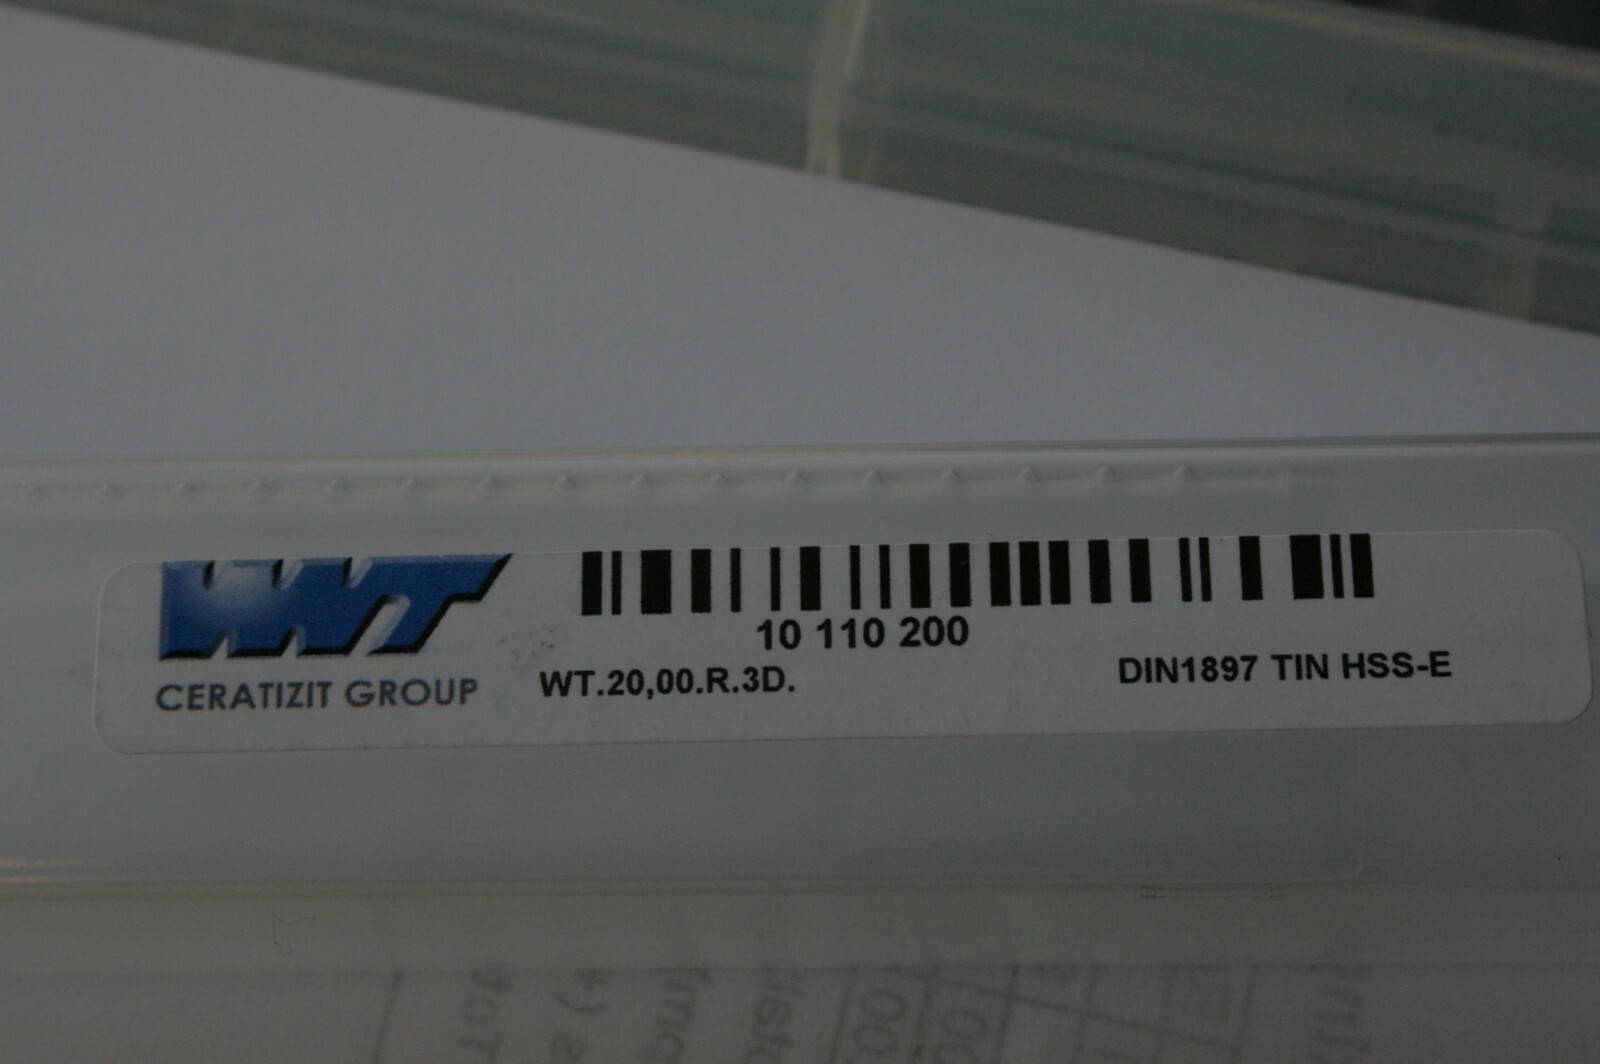 WNT
CERATIZIT GROUP
10 110 200
WT.20,00.R.3D.
DIN1897 TIN HSS-E